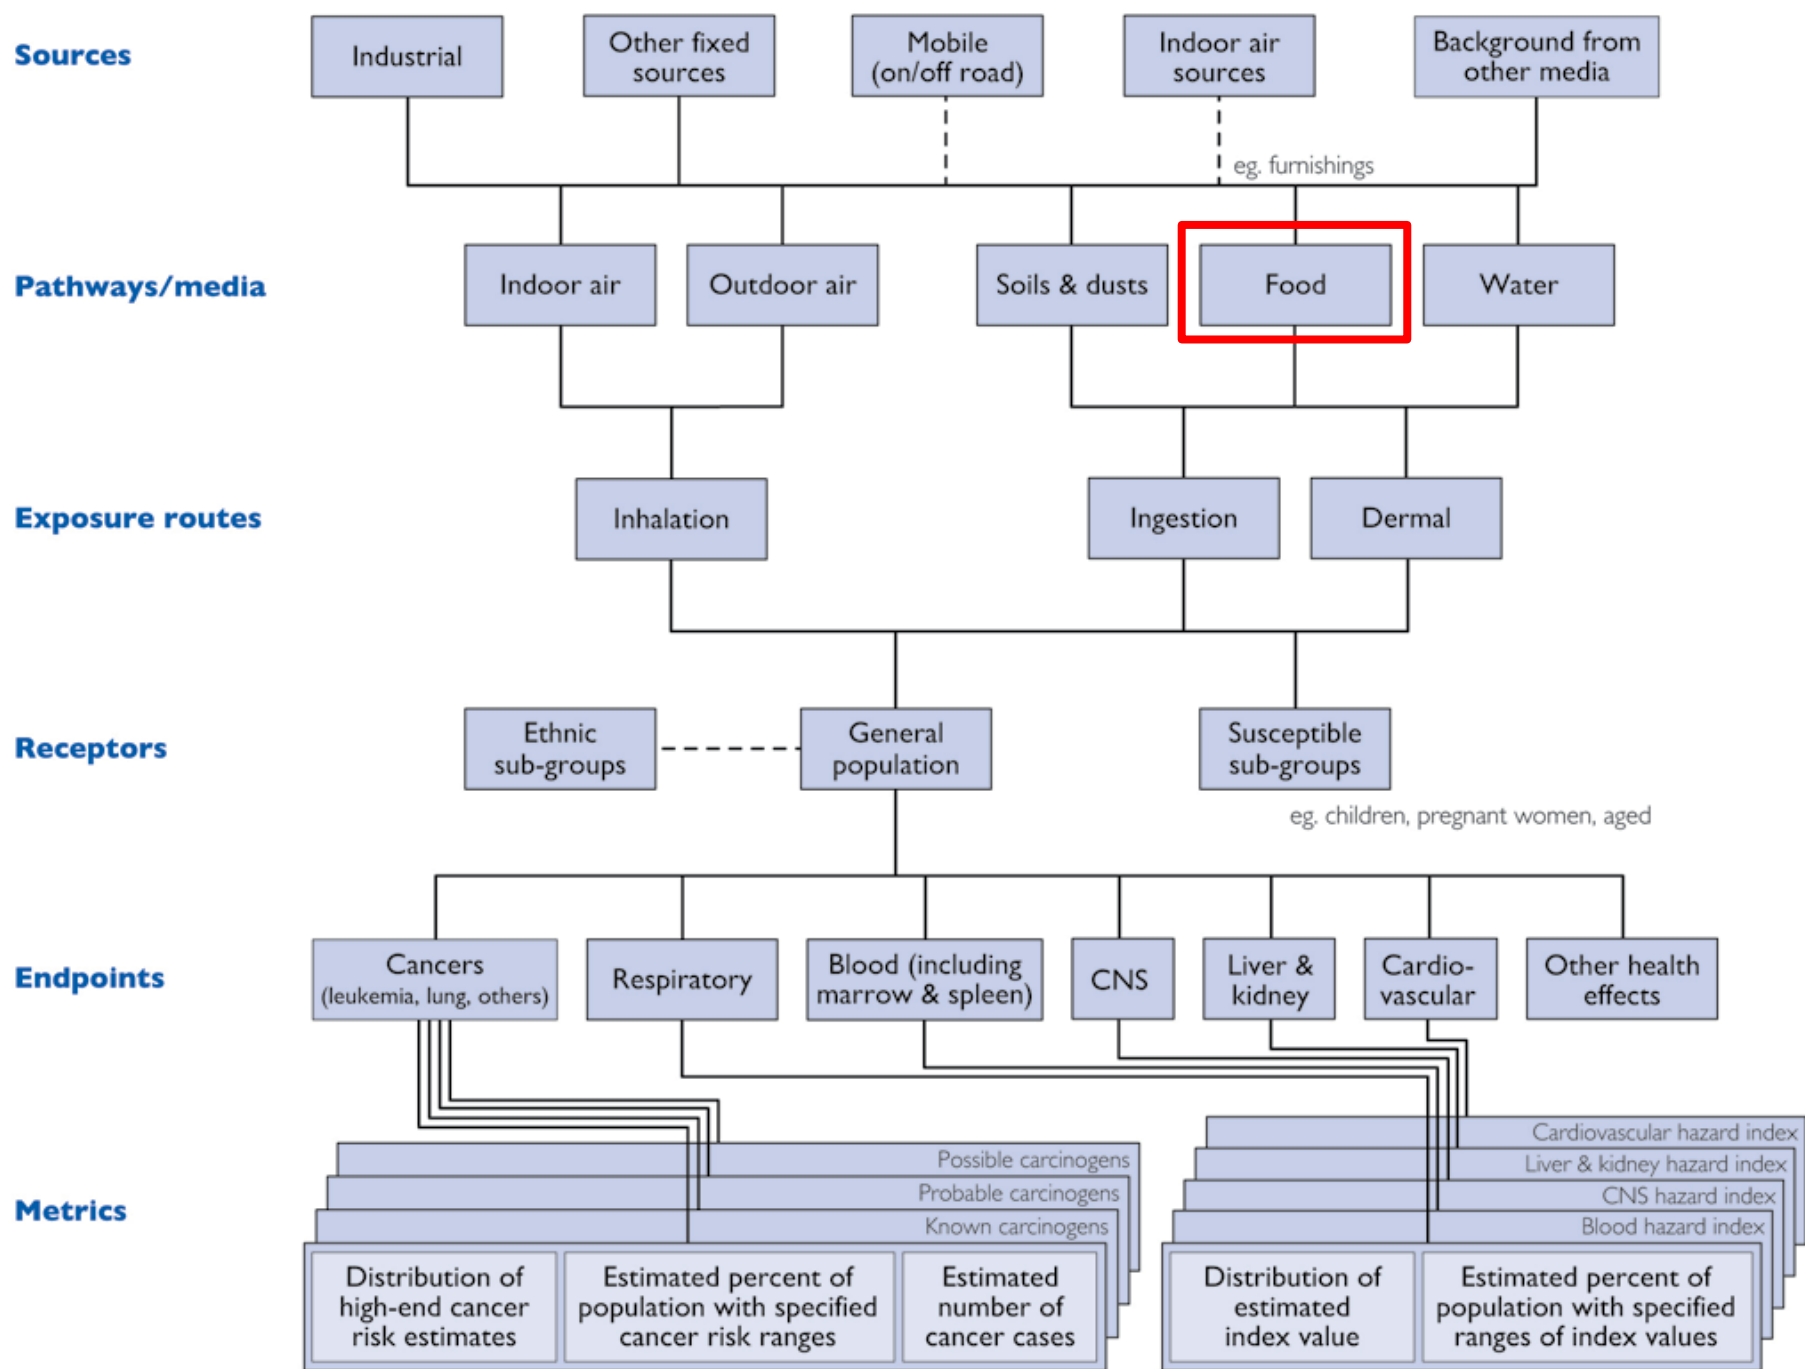 Sources
Industrial
Other fixed
sources
Mobile
(on/off road)
Indoor air
sources
Background from
other media
eg. furnishings
Pathways/media
Indoor air
Outdoor air
Soils & dusts
Food
Water
Exposure routes
Inhalation
Ingestion
Dermal
Receptors
Ethnic
sub-groups
General
population
Susceptible
sub-groups
eg. children, pregnant women, aged
Endpoints
Cancers
(leukemia, lung, others)
Respiratory
Blood (including
marrow & spleen)
CNS
Liver &
kidney
Cardio-
vascular
Other health
effects
Metrics
Possible carcinogens
Probable carcinogens
Known carcinogens
Distribution of
high-end cancer
risk estimates
Estimated percent of
population with specified
cancer risk ranges
Estimated
number of
cancer cases
Cardiovascular hazard index
Liver & kidney hazard index
CNS hazard index
Blood hazard index
Distribution of
estimated
index value
Estimated percent of
population with specified
ranges of index values